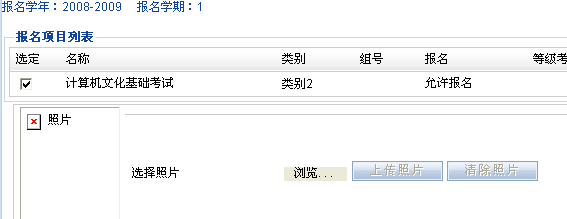 报名学年：2008-2009 报名学期：1
报名项目列表
选定 名称 类别 组号 报名 等级考
计算机文化基础考试 类别2 允许报名
照片
选择照片 浏览... 上传照片 清除照片